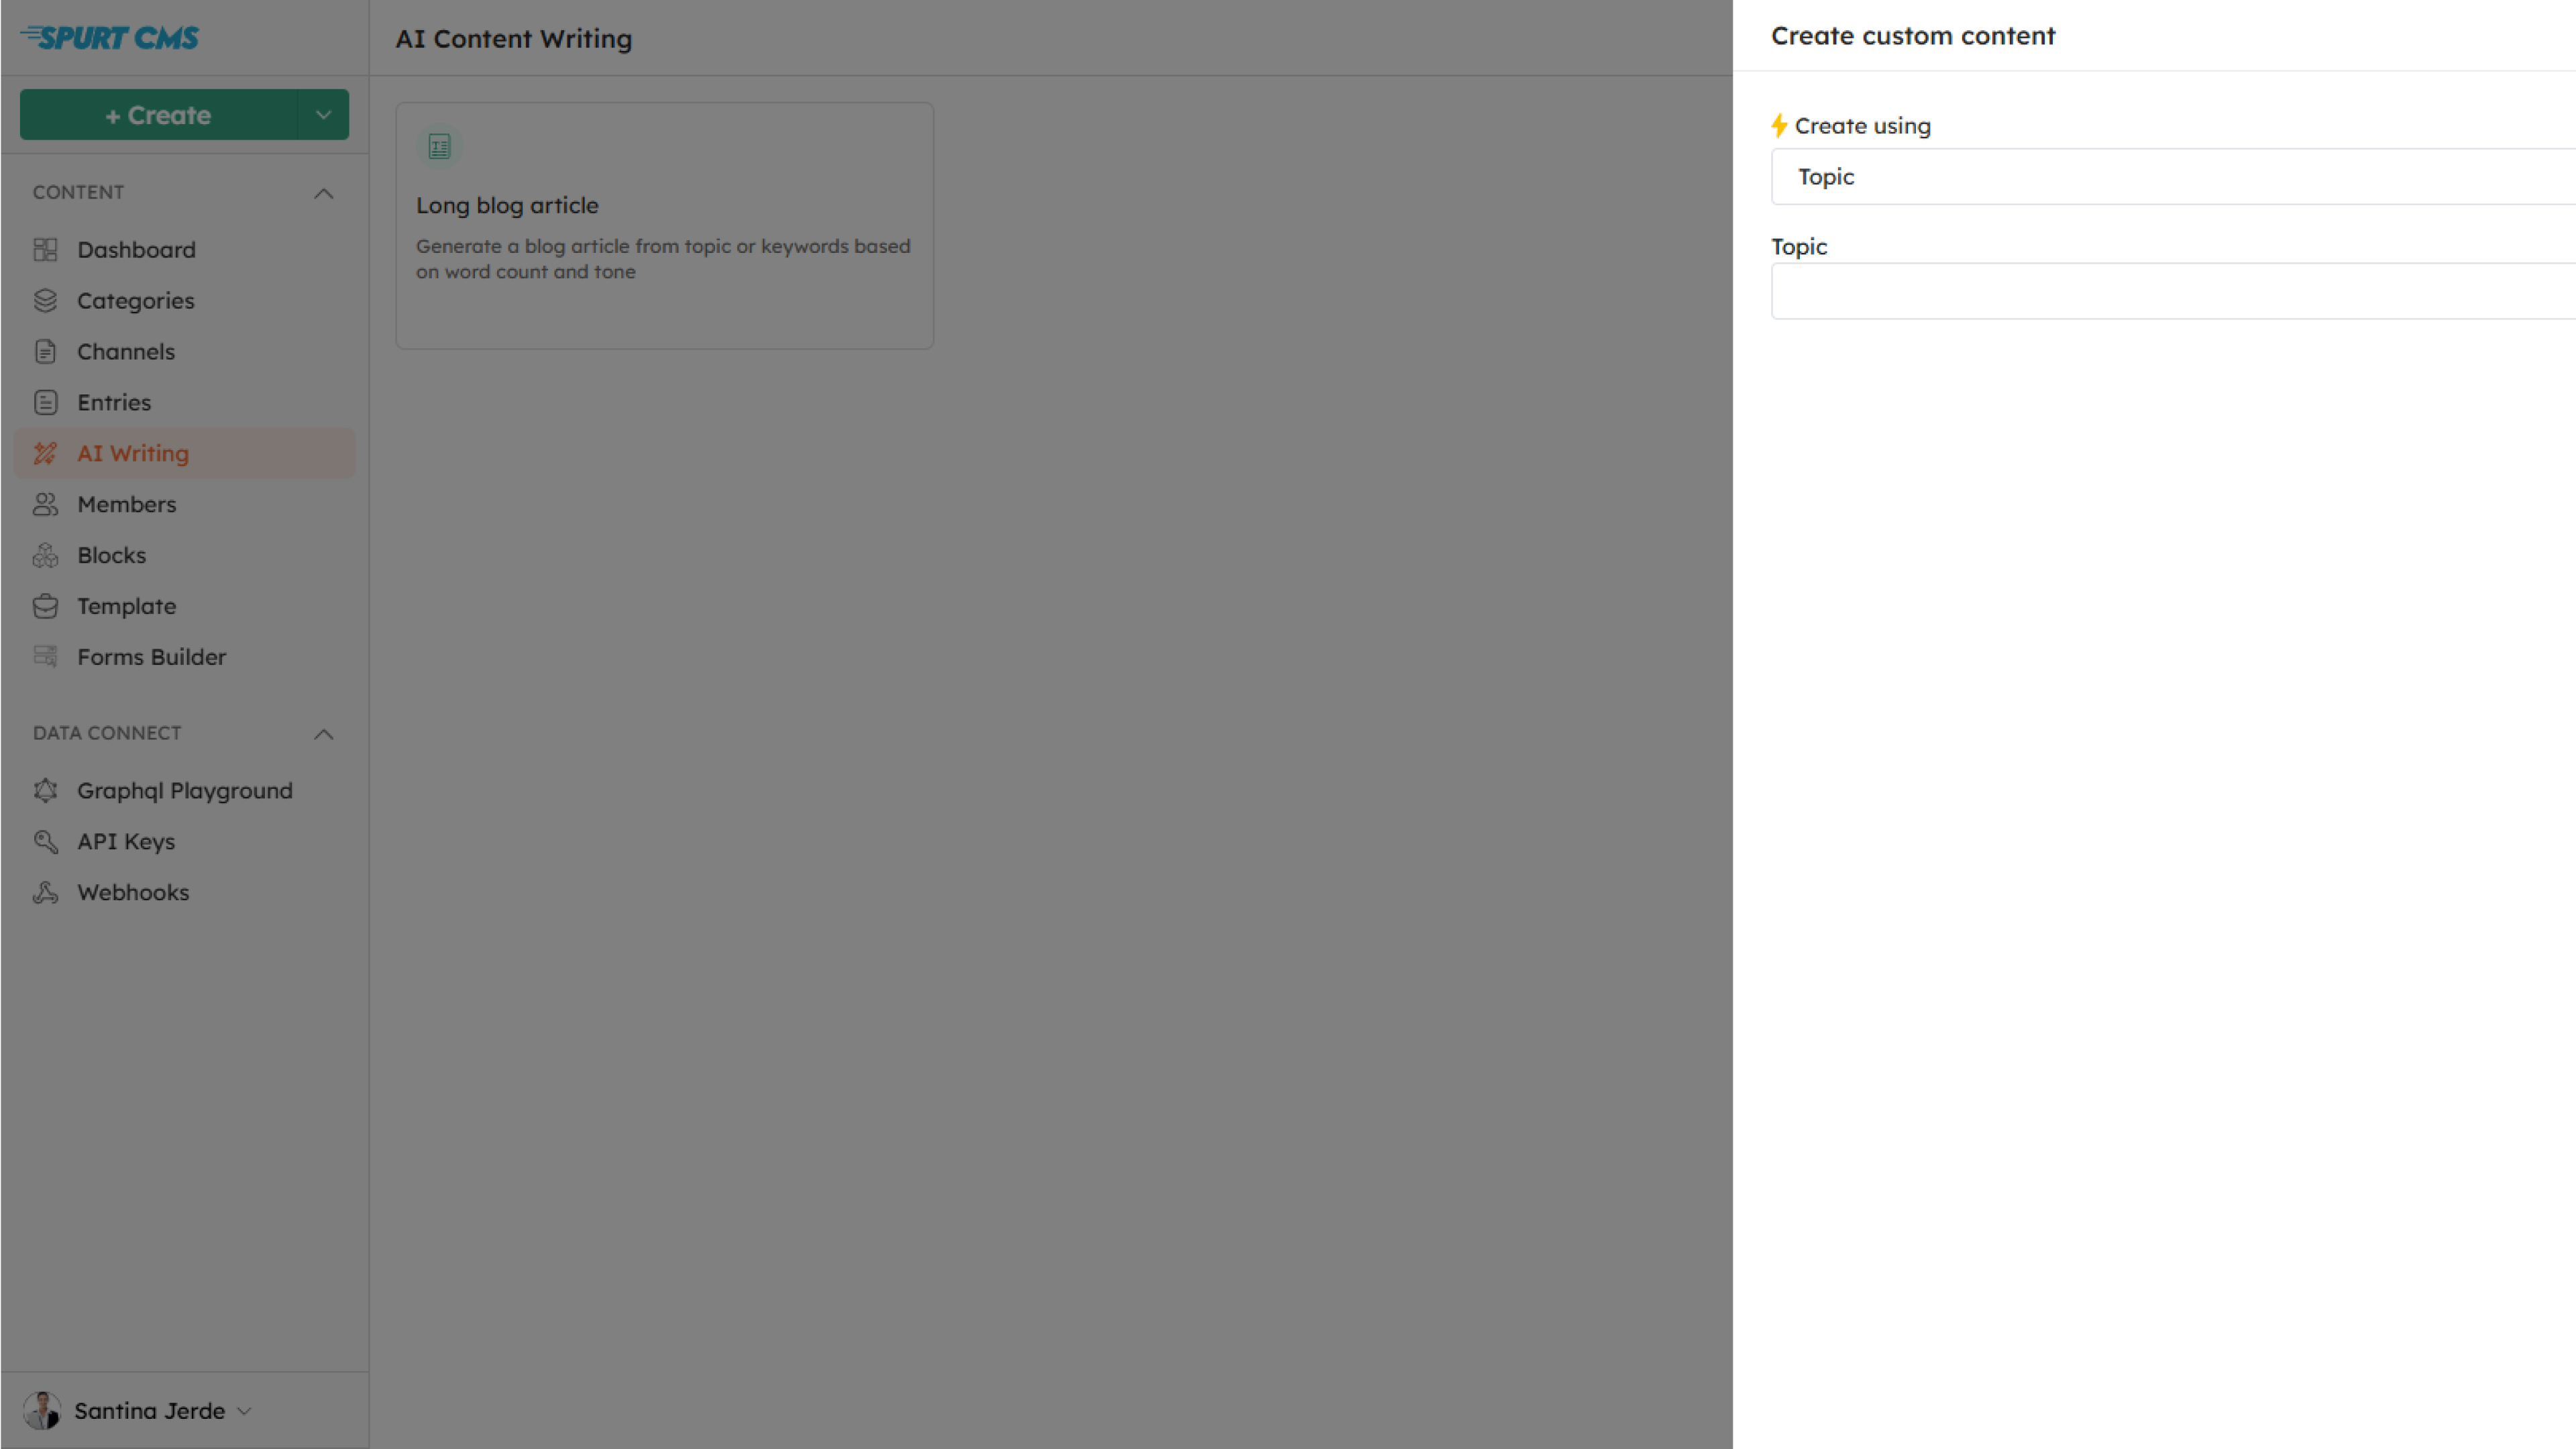 SPURT CMS
+ Create
CONTENT
Dashboard
Categories
Channels
Entries
AI Writing
Members
Blocks
Template
Forms Builder
DATA CONNECT
Graphql Playground
API Keys
Webhooks
Santina Jerde
AI Content Writing
Long blog article
Generate a blog article from topic or keywords based
on word count and tone
Create custom content
Create using
Topic
Topic